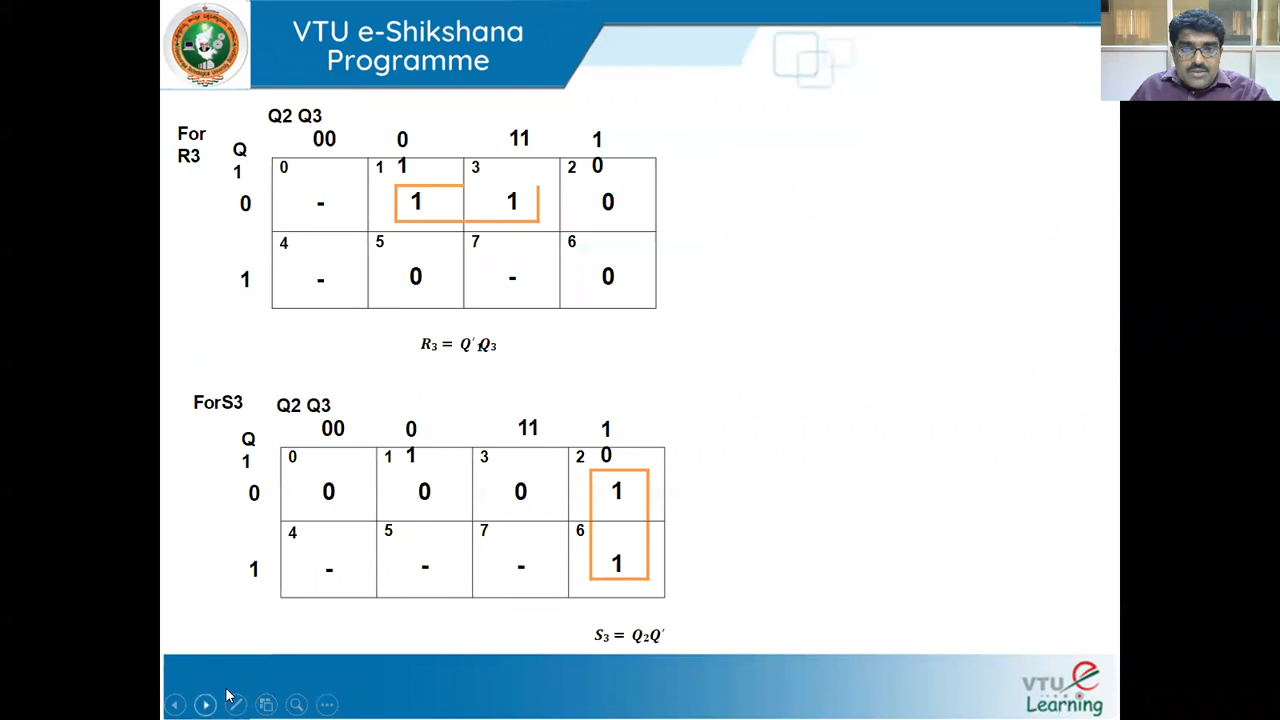 VTU e-Shikshana
Programme
For
R3
Q2 Q3
00 0
1 11 1
0
Q
1
0 1 3 2
0 - 1 1 0
4 5 7 6
1 - 0 - 0
R₃ = Q′₁Q₃
ForS3
Q2 Q3
00 0
1 11 1
0
Q
1
0 1 3 2
0 0 0 0 1
4 5 7 6
1 - - - 1
S₃ = Q₂Q′
VTU e
Learning